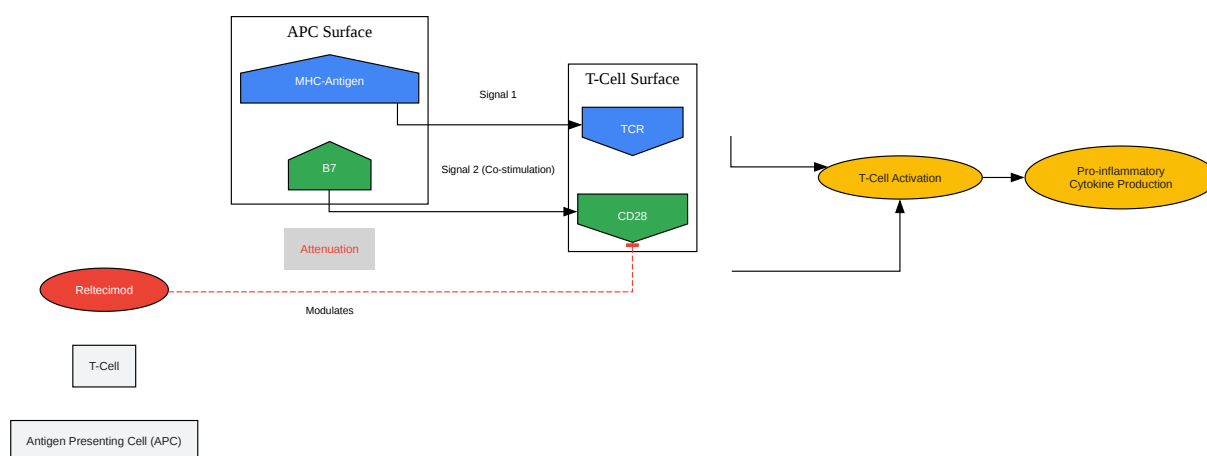 APC Surface
MHC-Antigen
Signal 1
T-Cell Surface
TCR
B7
Signal 2 (Co-stimulation)
CD28
T-Cell Activation
Pro-inflammatory
Cytokine Production
Attenuation
Reltecimod
Modulates
T-Cell
Antigen Presenting Cell (APC)